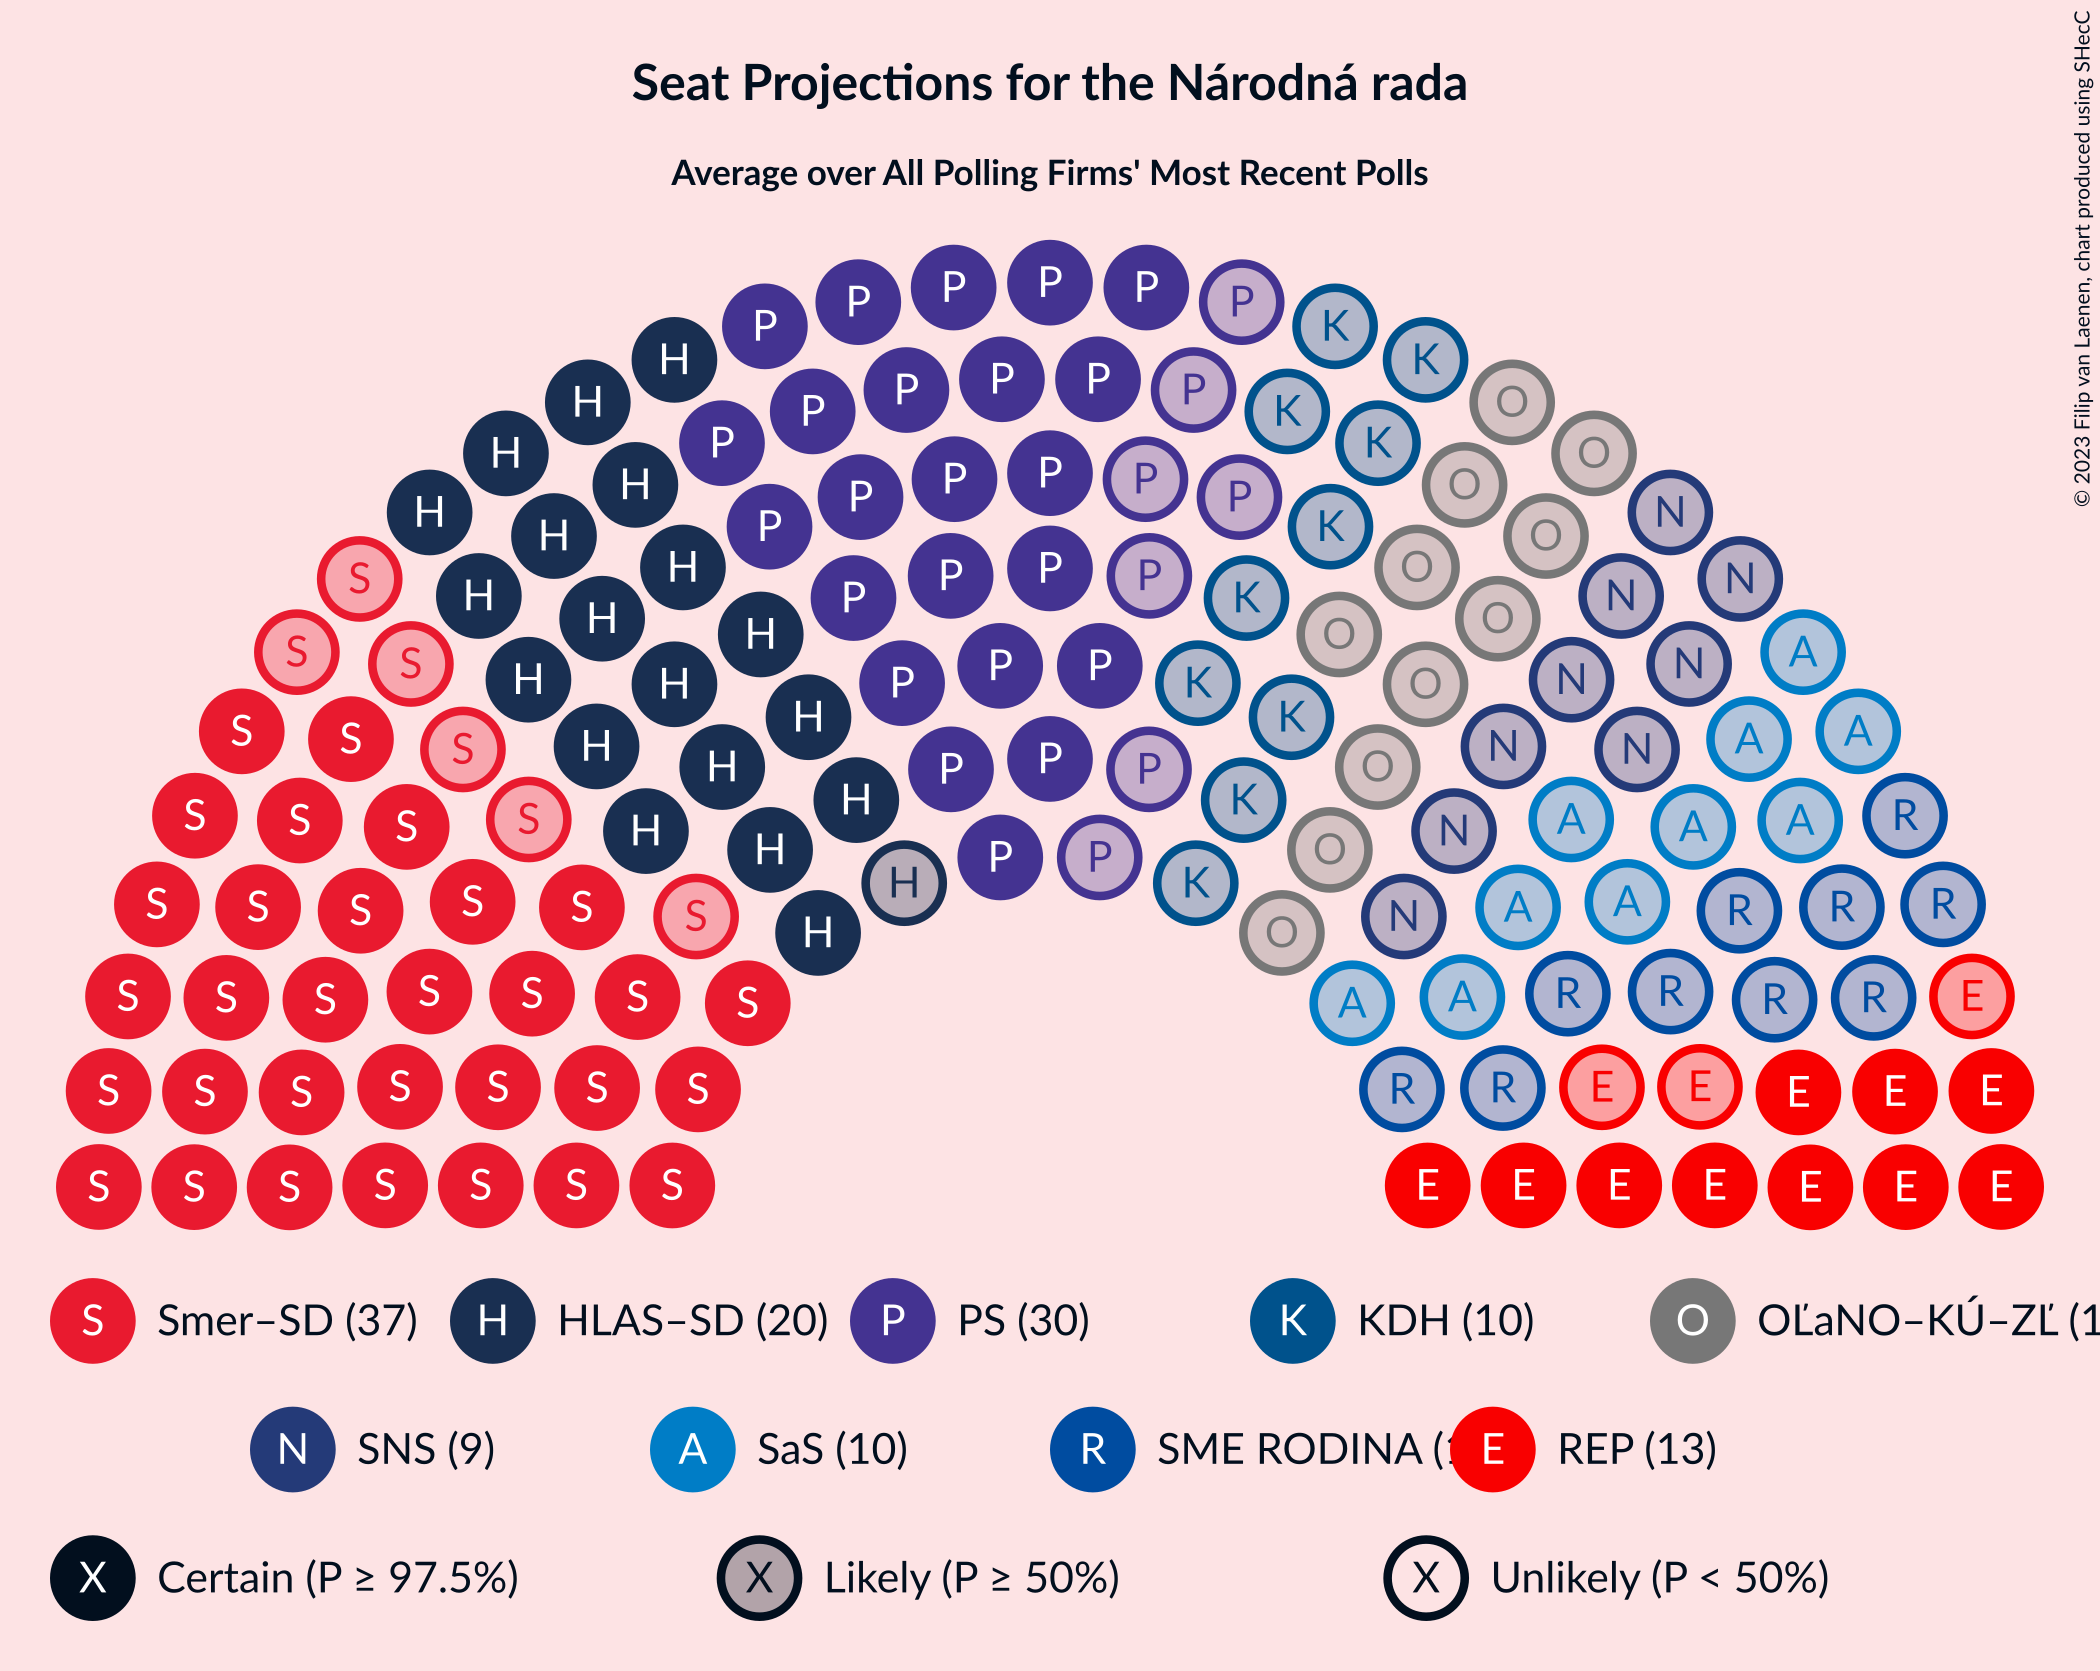 Seat Projections for the Národná rada
Average over All Polling Firms' Most Recent Polls
© 2023 Filip van Laenen, chart produced using SHecC
P P P P P P
H P P K K
H P P P P P K O
H P P K O
H H P P P P P K O N
S H H P P P P K O O N
S S H H H P P P P K O O N N A
S S S H H H P P P K K O N N A A
S S S S H H H P P P K O N A A A R
S S S S S S H H H P P K O N A A R R R
S S S S S S S H O A A R R R R E
S S S S S S S R R E E E E E
S S S S S S S E E E E E E E
S Smer–SD (37) H HLAS–SD (20) P PS (30) K KDH (10) O OĽaNO–KÚ–ZĽ (1
N SNS (9) A SaS (10) R SME RODINA ( E REP (13)
X Certain (P ≥ 97.5%) X Likely (P ≥ 50%) X Unlikely (P < 50%)